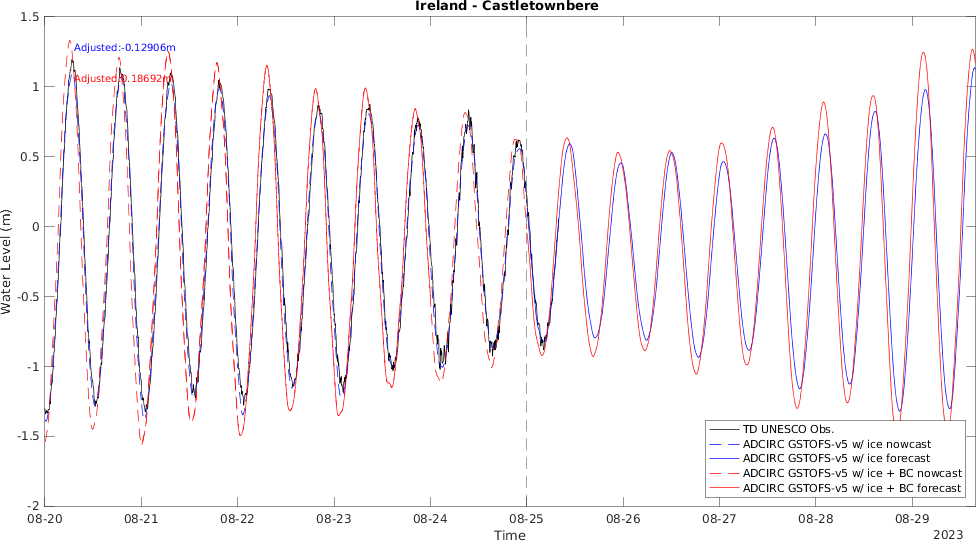 Ireland - Castletownbere
1.5
1
0.5
0
-0.5
-1
-1.5
-2
Water Level (m)
Adjusted:-0.12906m
Adjusted:0.18692m
TD UNESCO Obs.
ADCIRC GSTOFS-v5 w/ ice nowcast
ADCIRC GSTOFS-v5 w/ ice forecast
ADCIRC GSTOFS-v5 w/ ice + BC nowcast
ADCIRC GSTOFS-v5 w/ ice + BC forecast
08-20 08-21 08-22 08-23 08-24 08-25 08-26 08-27 08-28 08-29
Time
2023